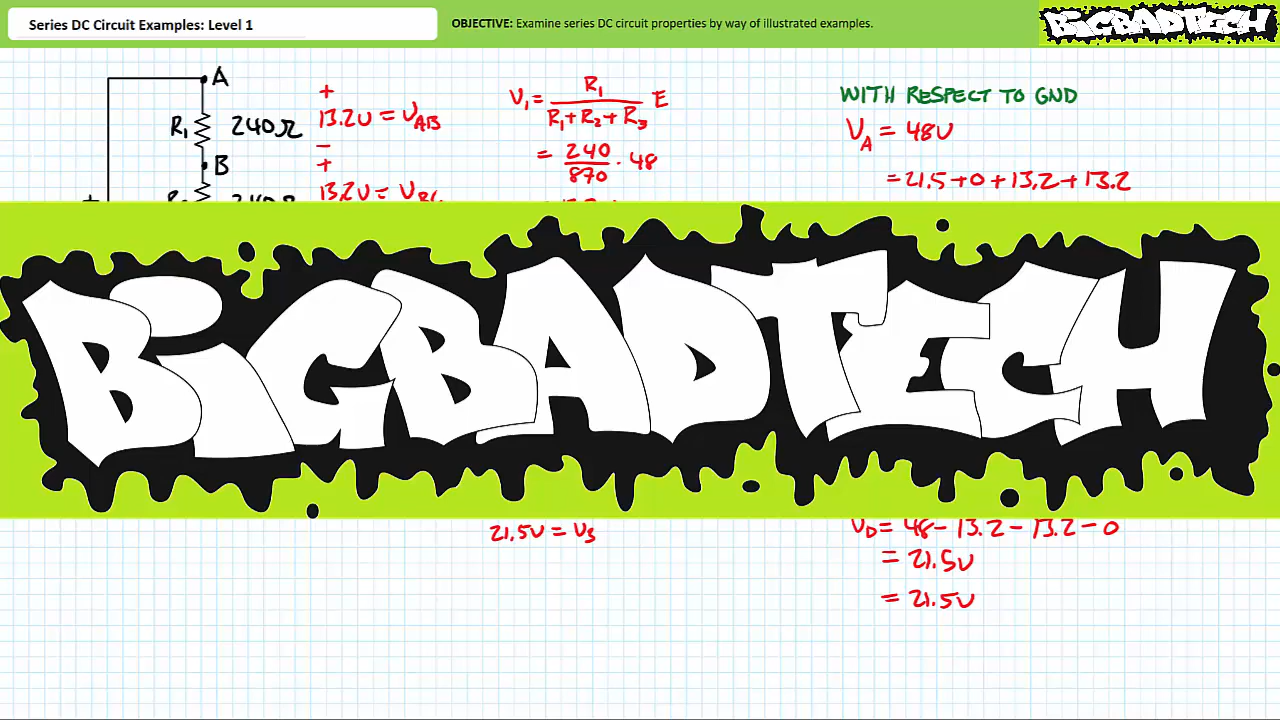 Series DC Circuit Examples: Level 1
OBJECTIVE: Examine series DC circuit properties by way of illustrated examples.
BIGBADTECH
A
R1 240Ω
B
+
13.2V = VAB
-
+
13.2V = VBC
V1 = R1 / (R1 + R2 + R3) E
= 240 / 870 · 48
WITH RESPECT TO GND
VA = 48V
= 21.5 + 0 + 13.2 + 13.2
BIGBADTECH
21.5V = V3
VD = 48 - 13.2 - 13.2 - 0
= 21.5V
= 21.5V